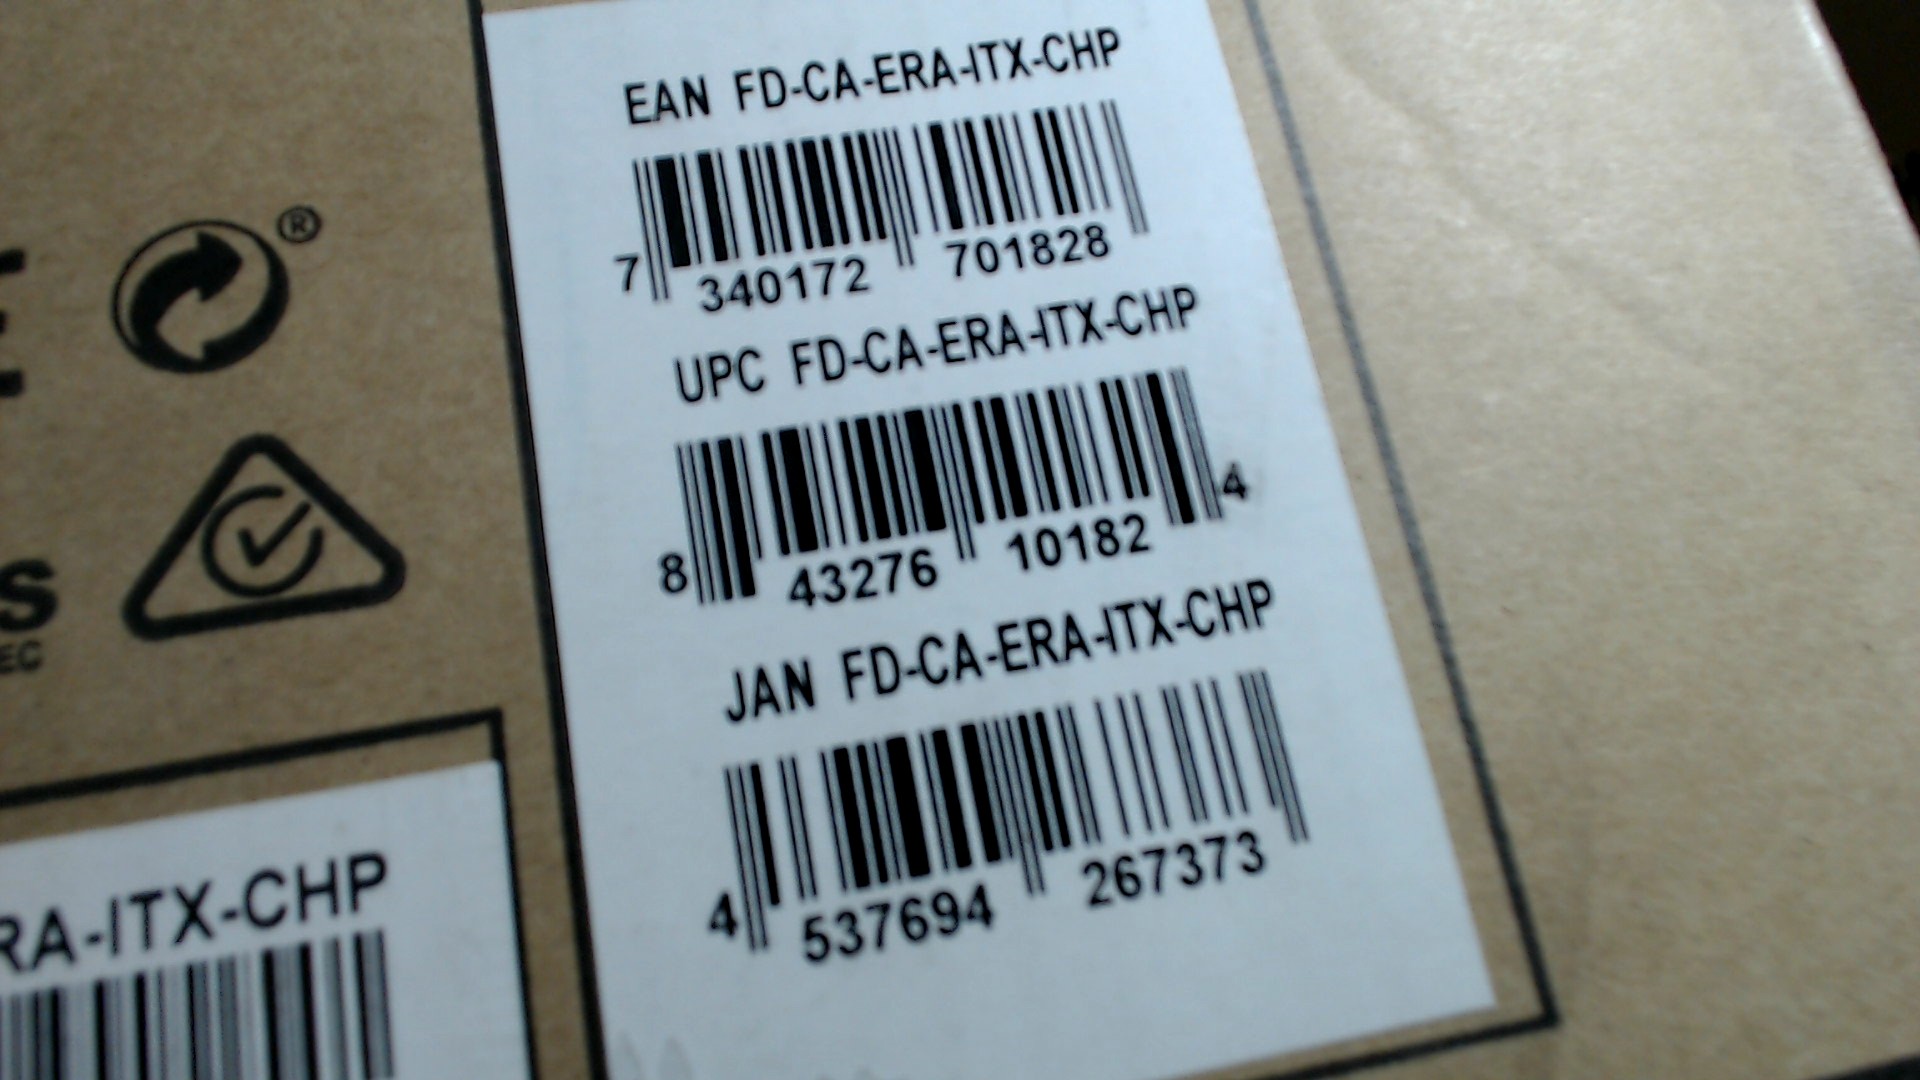 EAN FD-CA-ERA-ITX-CHP
7 340172 701828
UPC FD-CA-ERA-ITX-CHP
8 43276 10182 4
JAN FD-CA-ERA-ITX-CHP
4 537694 267373
®
S
EC
RA-ITX-CHP